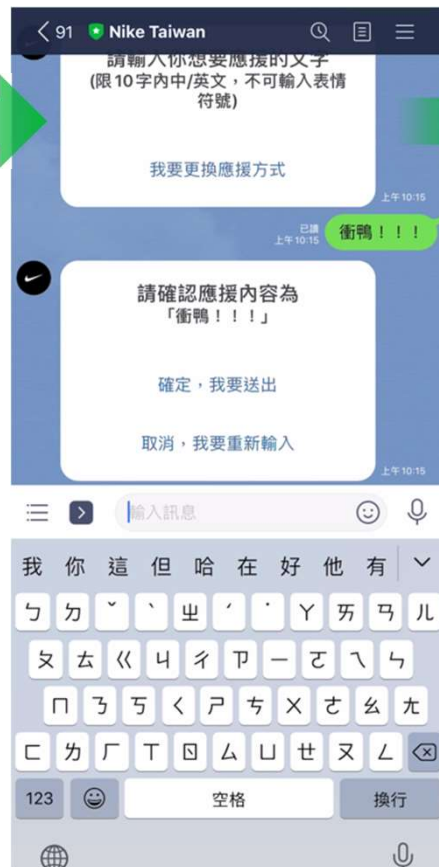 91 Nike Taiwan
請輸入你想要應援的文字
(限10字內中/英文，不可輸入表情
符號)
我要更換應援方式
上午10:15
已讀
上午10:15
衝鴨！！！
請確認應援內容為
「衝鴨！！！」
確定，我要送出
取消，我要重新輸入
上午10:15
輸入訊息
我 你 這 但 哈 在 好 他 有
ㄅ ㄉ ˇ ˋ ㄓ ˊ ˙ ㄚ ㄞ ㄢ ㄦ
ㄆ ㄊ ㄍ ㄐ ㄔ ㄗ ㄧ ㄛ ㄟ ㄣ
ㄇ ㄋ ㄎ ㄑ ㄕ ㄘ ㄨ ㄜ ㄠ ㄤ
ㄈ ㄌ ㄏ ㄒ ㄖ ㄙ ㄩ ㄝ ㄡ ㄥ
123 空格 換行